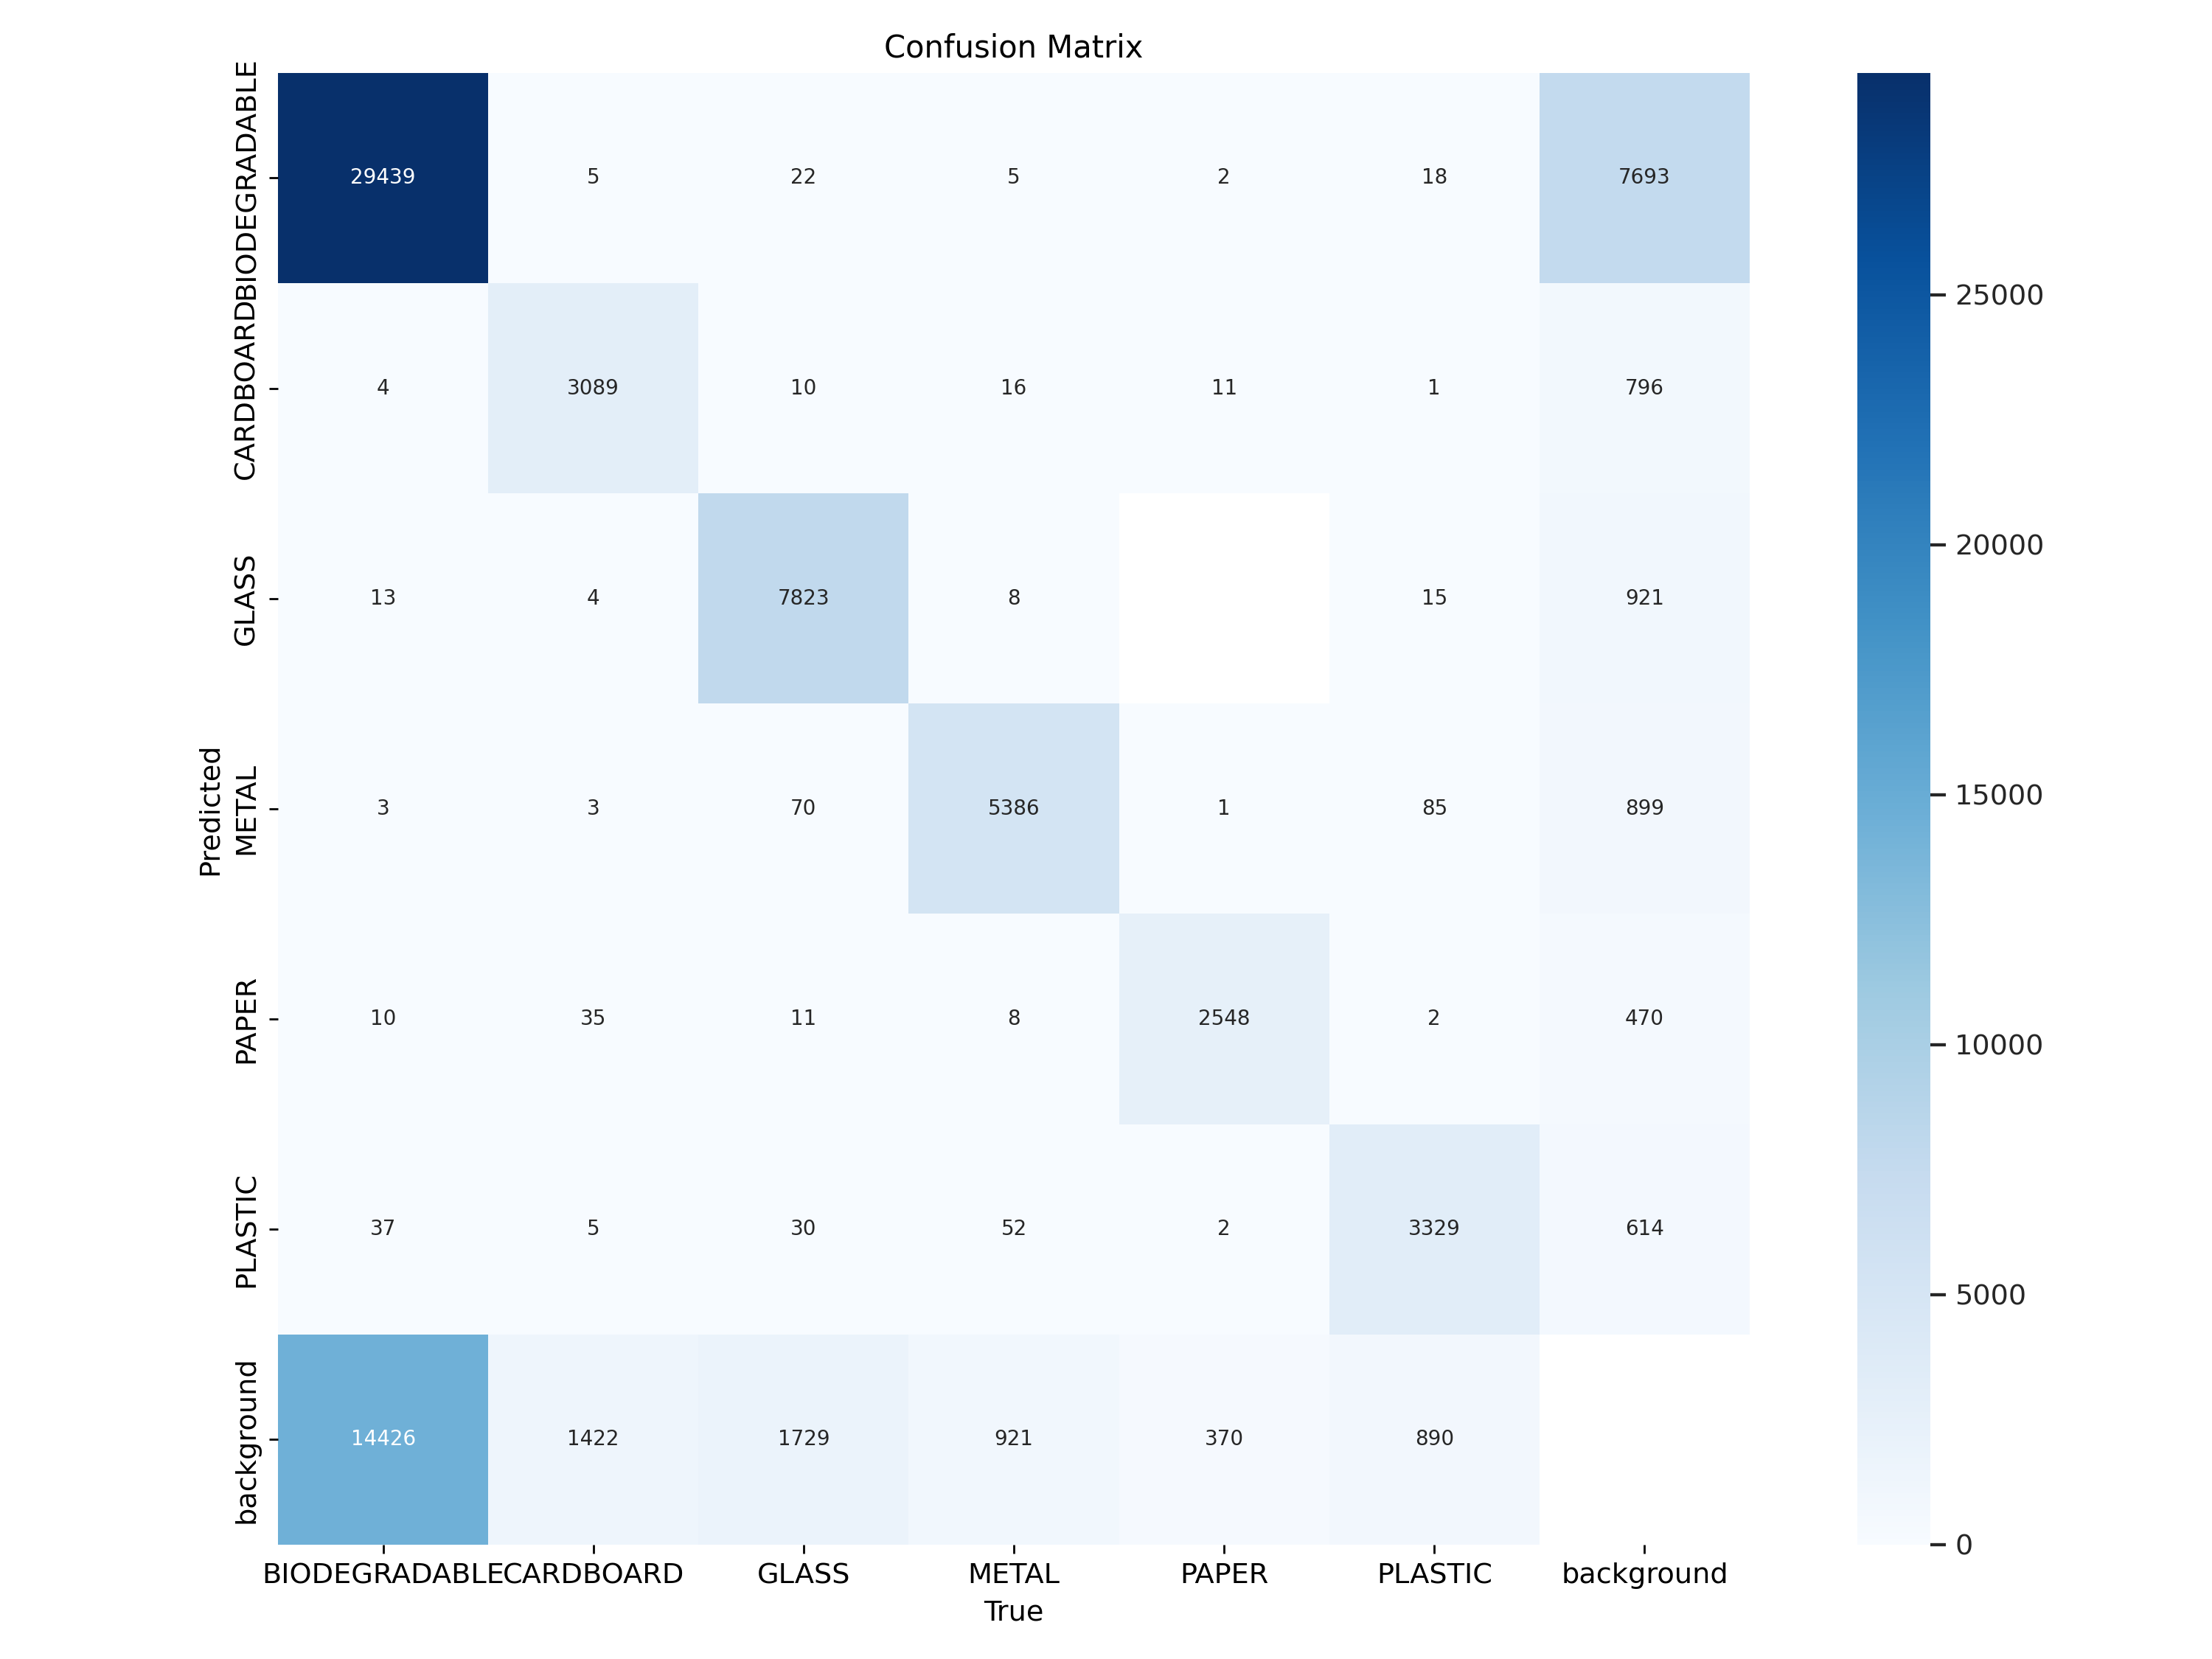 Confusion Matrix
BIODEGRADABLE
29439 5 22 5 2 18 7693
CARDBOARD
4 3089 10 16 11 1 796
GLASS
13 4 7823 8 15 921
Predicted
METAL
3 3 70 5386 1 85 899
PAPER
10 35 11 8 2548 2 470
PLASTIC
37 5 30 52 2 3329 614
background
14426 1422 1729 921 370 890
BIODEGRADABLE CARDBOARD GLASS METAL PAPER PLASTIC background
True
25000
20000
15000
10000
5000
0